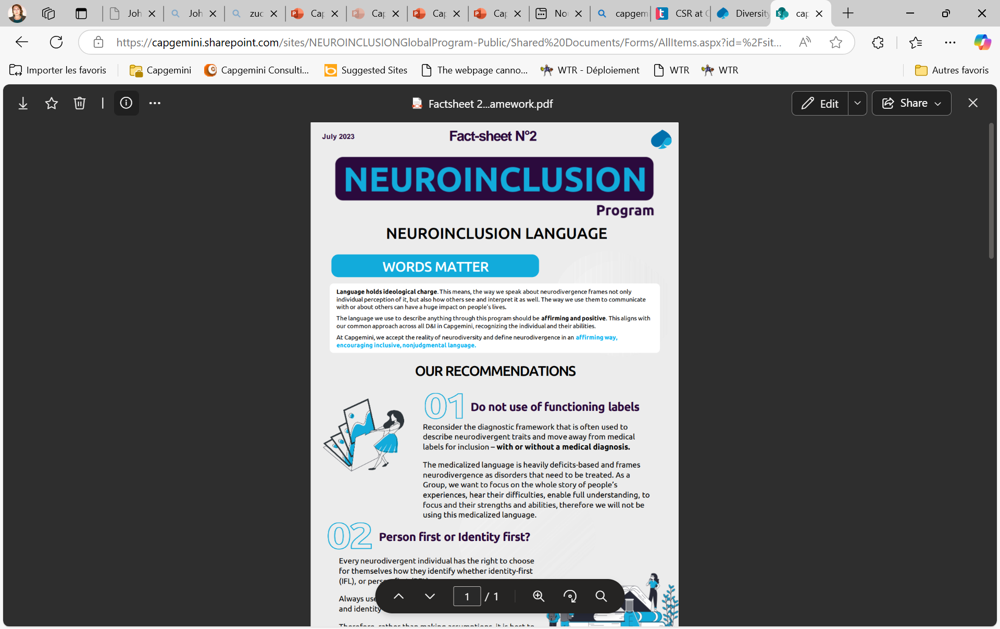 Joh
Joh
zuc
Cap
Cap
Cap
Cap
No
capgem
CSR at
Diversity
cap
https://capgemini.sharepoint.com/sites/NEUROINCLUSIONGlobalProgram-Public/Shared%20Documents/Forms/AllItems.aspx?id=%2Fsit...
Importer les favoris
Capgemini
Capgemini Consulti...
Suggested Sites
The webpage canno...
WTR - Déploiement
WTR
WTR
Autres favoris
Factsheet 2...amework.pdf
Edit
Share
July 2023
Fact-sheet N°2
NEUROINCLUSION
Program
NEUROINCLUSION LANGUAGE
WORDS MATTER
Language holds ideological charge. This means, the way we speak about neurodivergence frames not only
individual perception of it, but also how others see and interpret it as well. The way we use them to communicate
with or about others can have a huge impact on people's lives.
The language we use to describe anything through this program should be affirming and positive. This aligns with
our common approach across all D&I in Capgemini, recognizing the individual and their abilities.
At Capgemini, we accept the reality of neurodiversity and define neurodivergence in an affirming way,
encouraging inclusive, nonjudgmental language.
OUR RECOMMENDATIONS
01 Do not use of functioning labels
Reconsider the diagnostic framework that is often used to
describe neurodivergent traits and move away from medical
labels for inclusion – with or without a medical diagnosis.
The medicalized language is heavily deficits-based and frames
neurodivergence as disorders that need to be treated. As a
Group, we want to focus on the whole story of people's
experiences, hear their difficulties, enable full understanding, to
focus and their strengths and abilities, therefore we will not be
using this medicalized language.
02 Person first or Identity first?
Every neurodivergent individual has the right to choose
for themselves how they identify whether identity-first
(IFL), or
Always use
and identity
Therefore, rather than making assumptions, it is best to
1 / 1